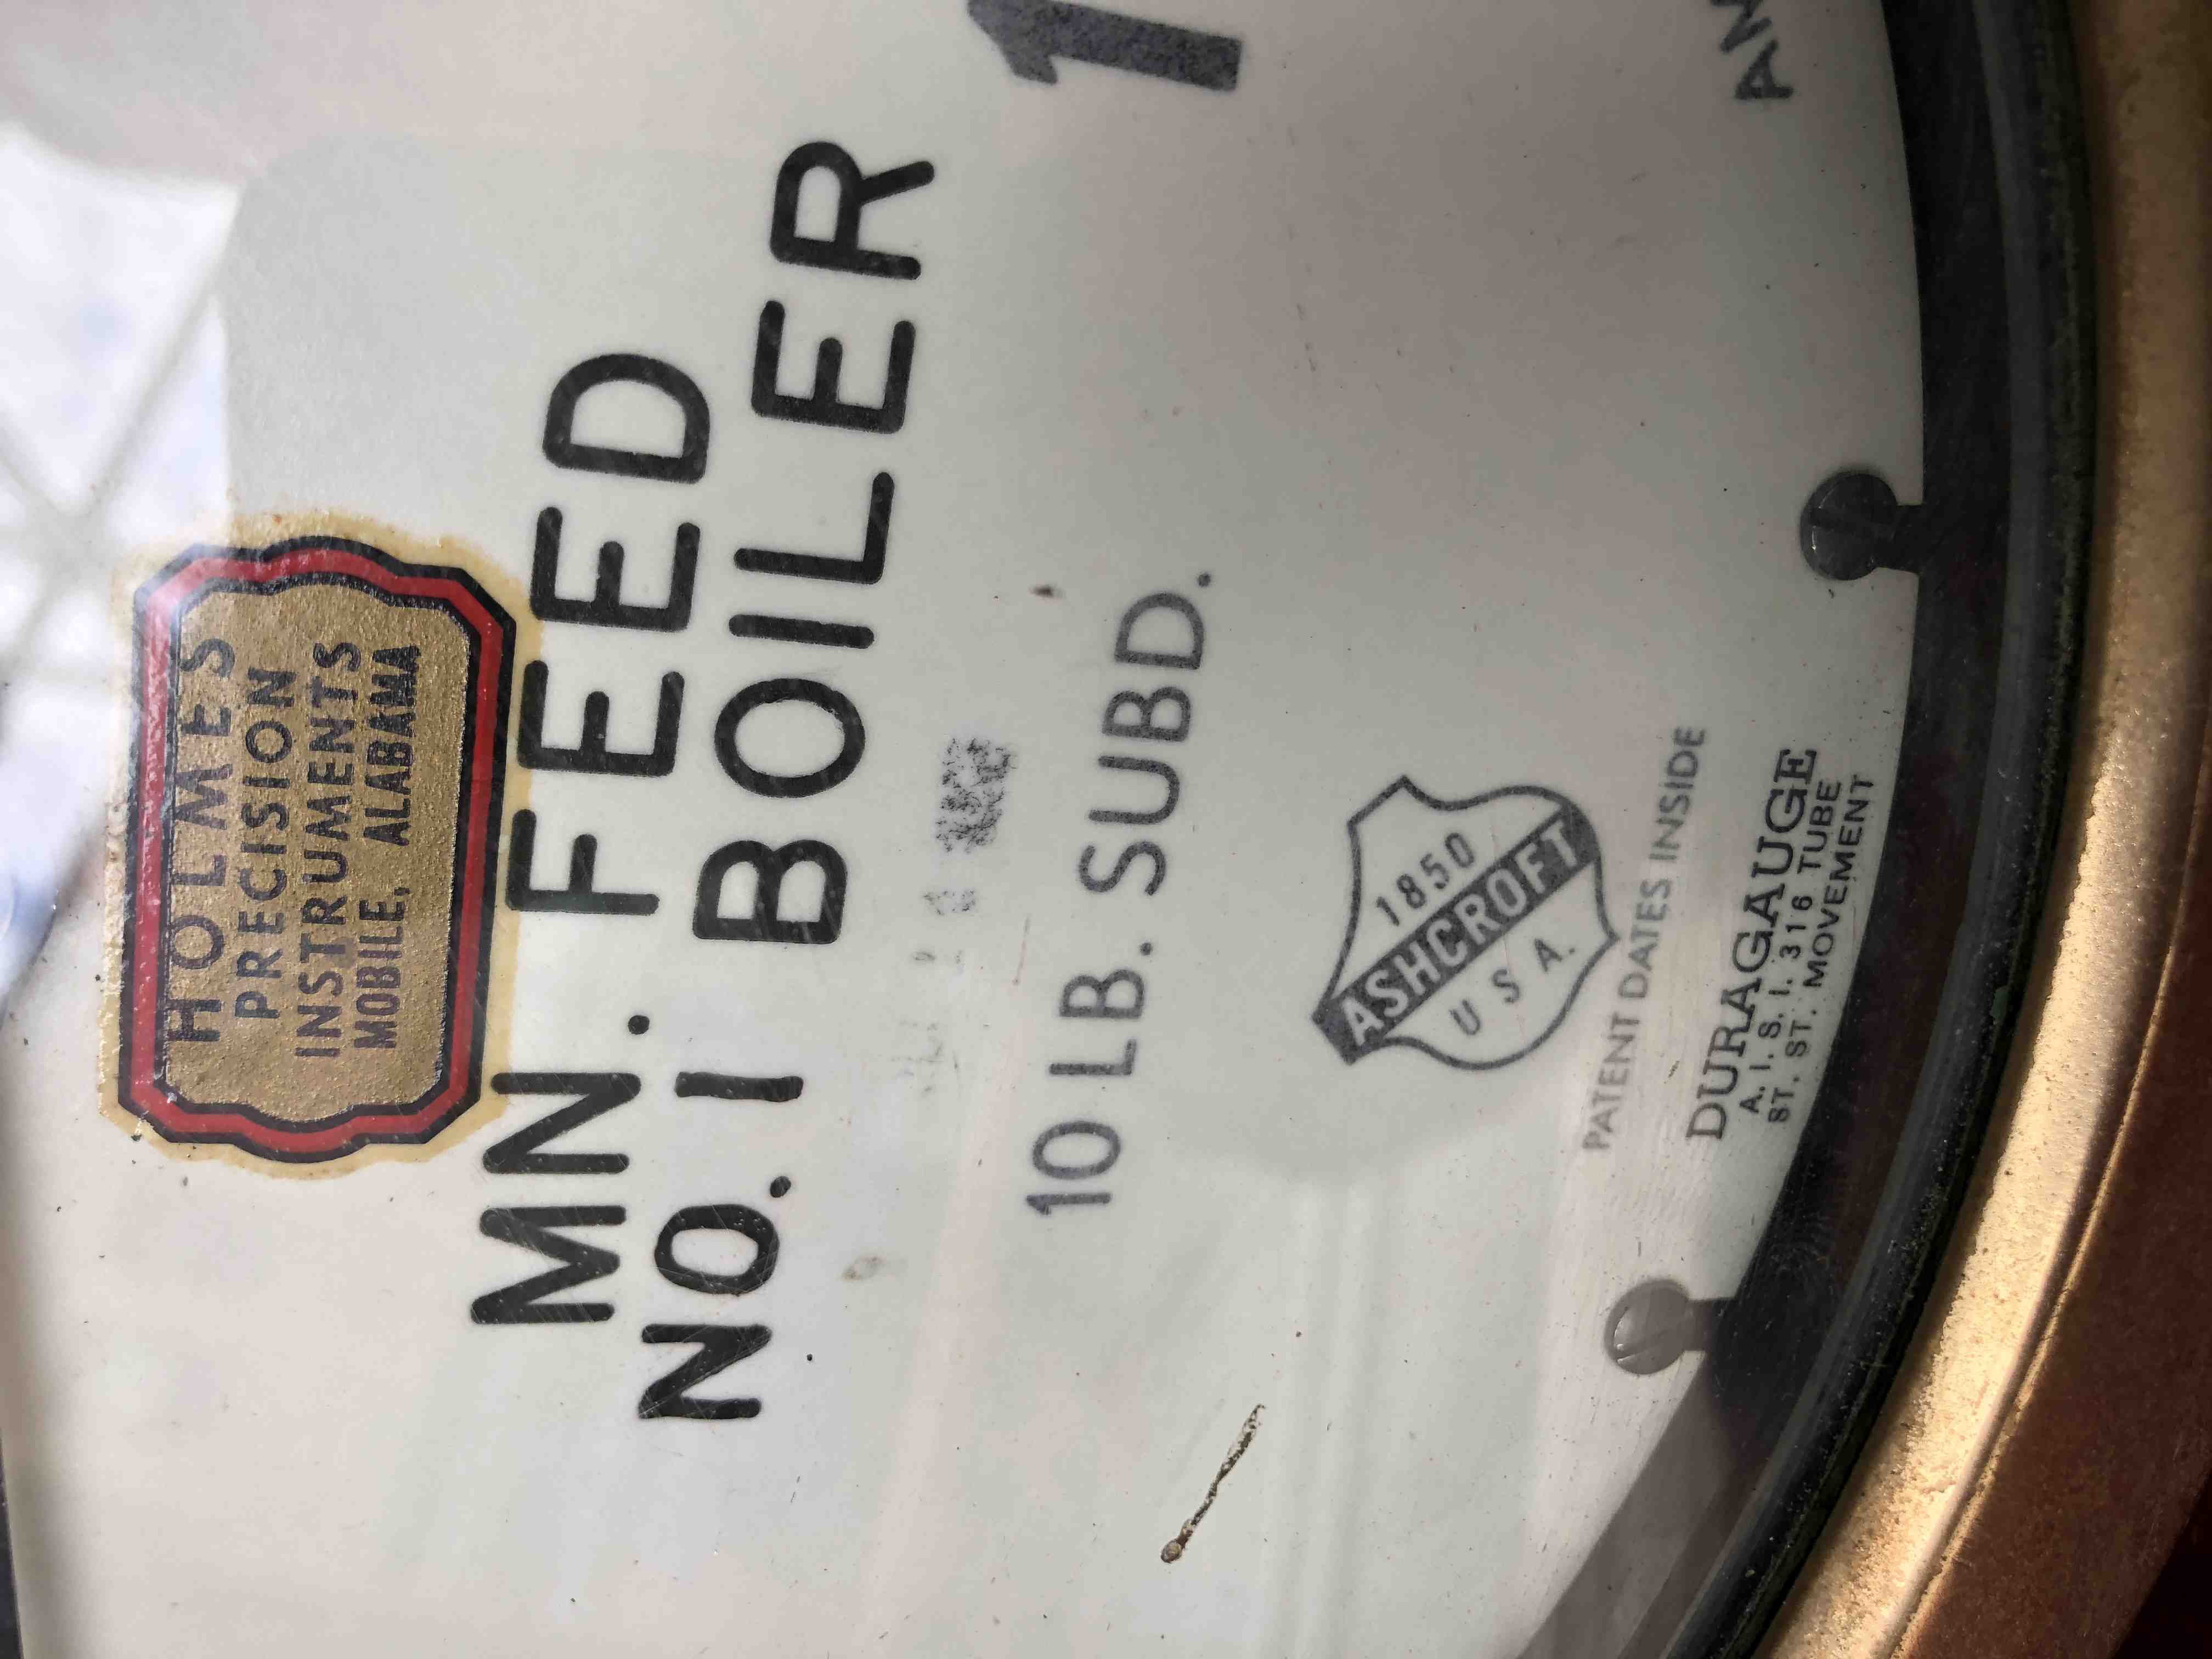 HOLMES
PRECISION
INSTRUMENTS
MOBILE, ALABAMA
MN. FEED
NO. 1 BOILER
10 LB. SUBD.
1850
ASHCROFT
U S A.
PATENT DATES INSIDE
DURAGAUGE
A. I. S. I. 316 TUBE
ST. ST. MOVEMENT
1